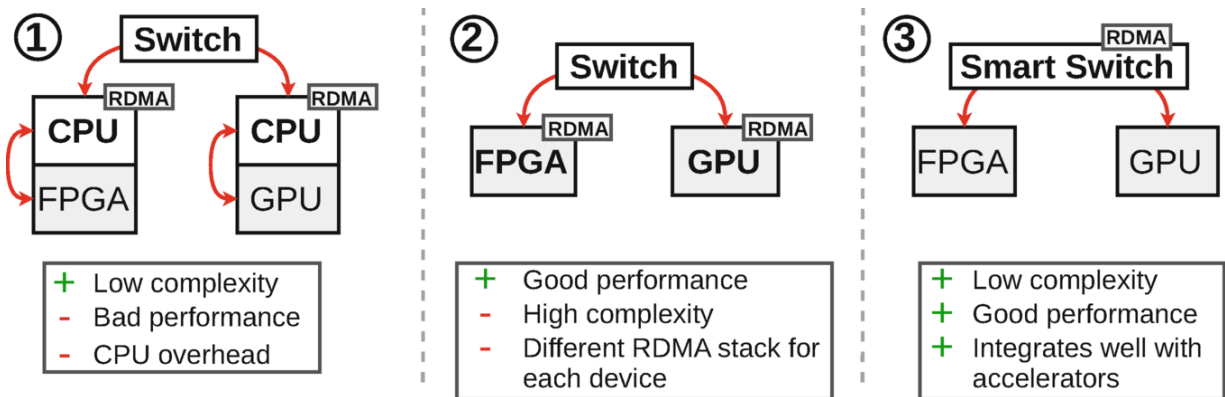 1
Switch
RDMA
RDMA
CPU
CPU
FPGA
GPU
+ Low complexity
- Bad performance
- CPU overhead
2
Switch
RDMA
RDMA
FPGA
GPU
+ Good performance
- High complexity
- Different RDMA stack for
each device
3
RDMA
Smart Switch
FPGA
GPU
+ Low complexity
+ Good performance
+ Integrates well with
accelerators